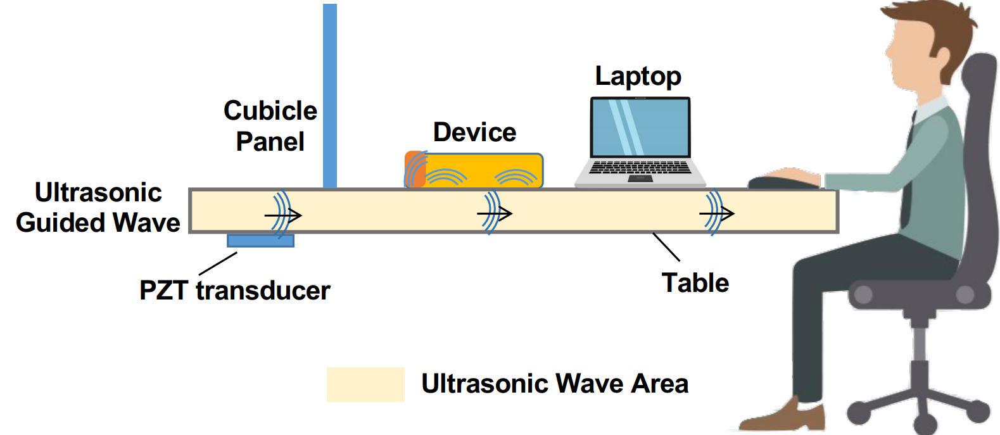 Laptop
Cubicle
Panel
Device
Ultrasonic
Guided Wave
PZT transducer
Table
Ultrasonic Wave Area